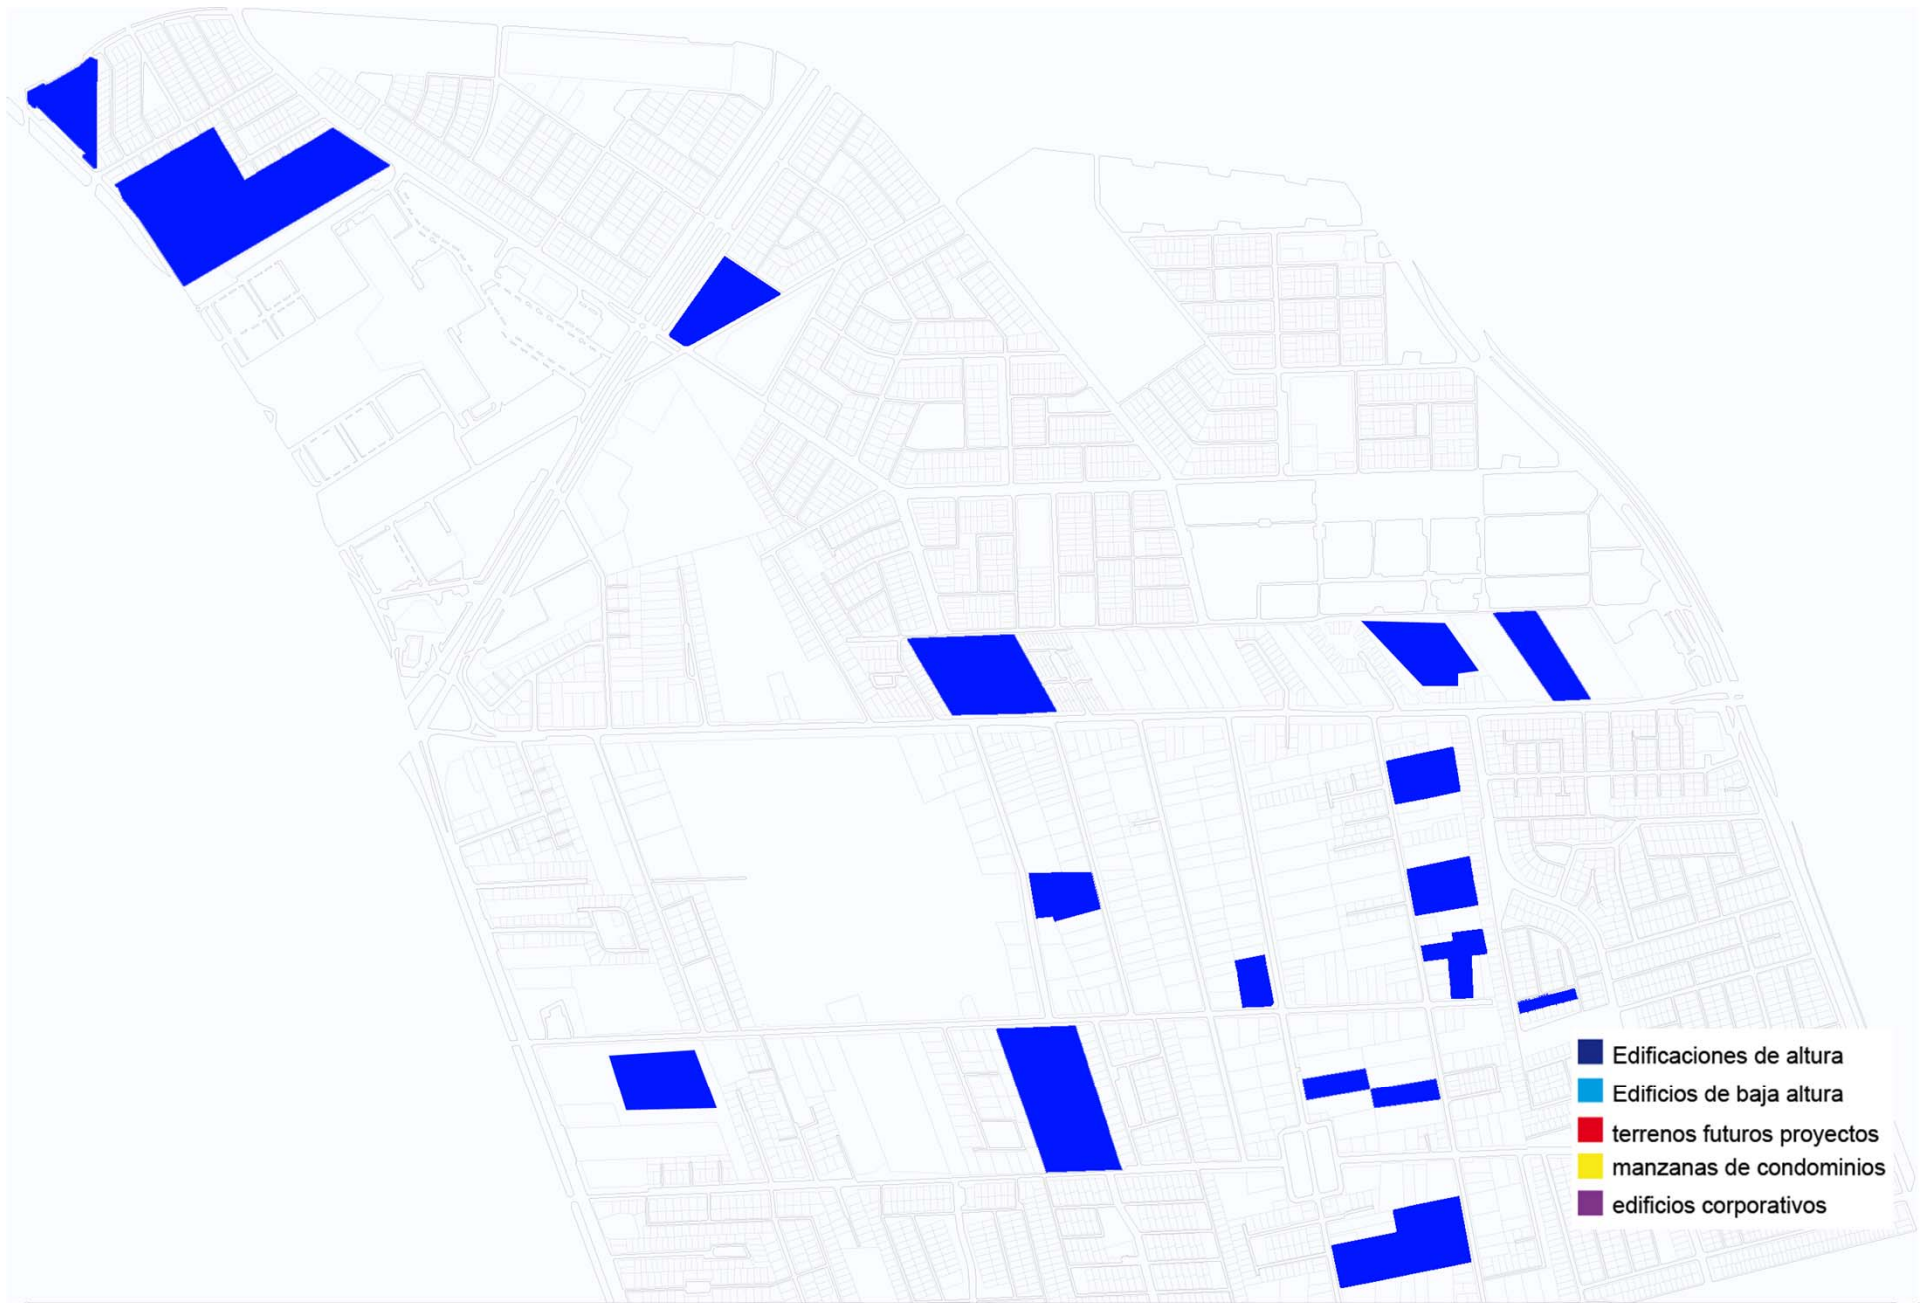 Edificaciones de altura
Edificios de baja altura
terrenos futuros proyectos
manzanas de condominios
edificios corporativos